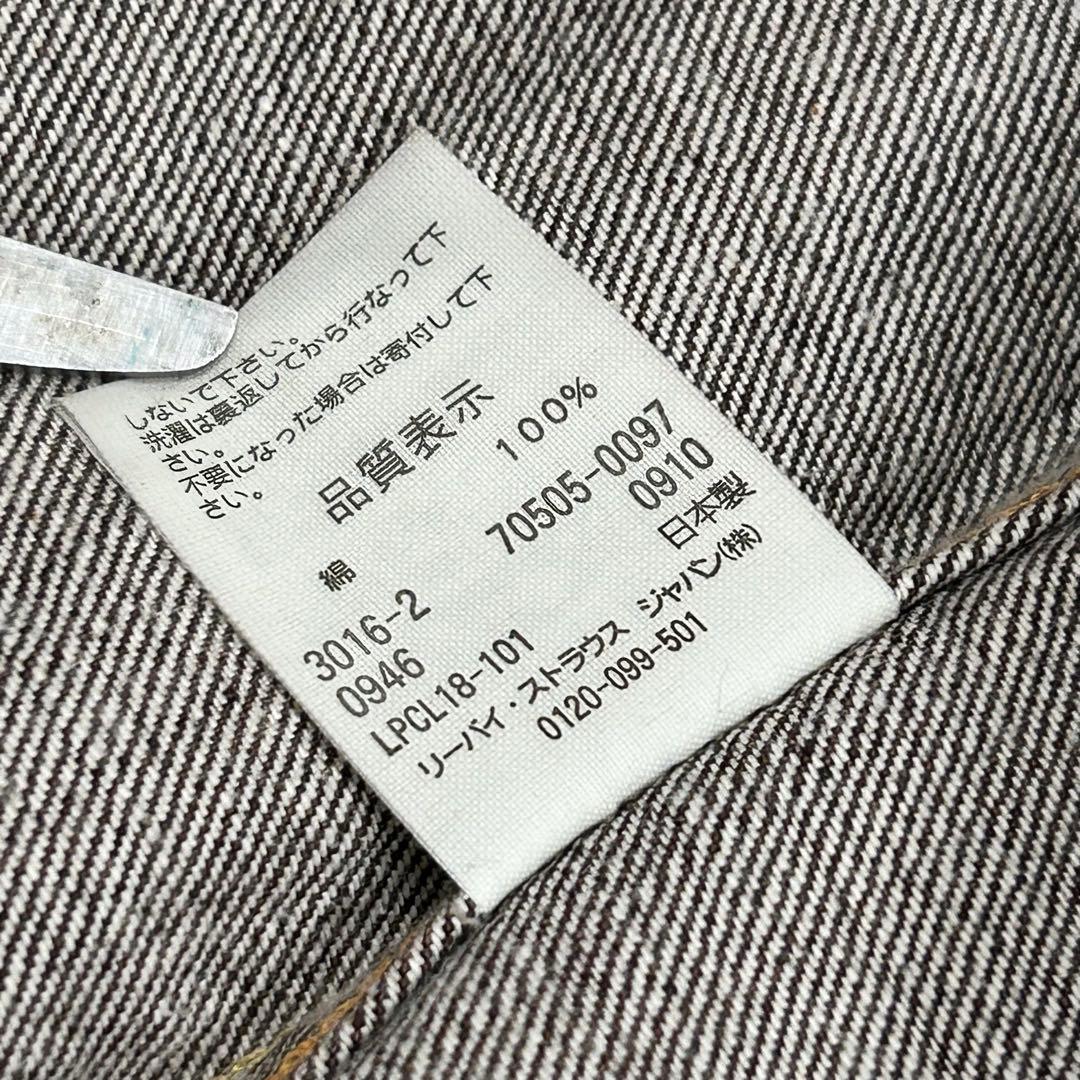 しないで下さい。
洗濯は裏返してから行なって下
さい。
不要になった場合は寄付して下
さい。
品質表示
綿 100%
3016-2 70505-0097
0946 0910
LPCL18-101 日本製
リーバイ・ストラウス ジャパン(株)
0120-099-501